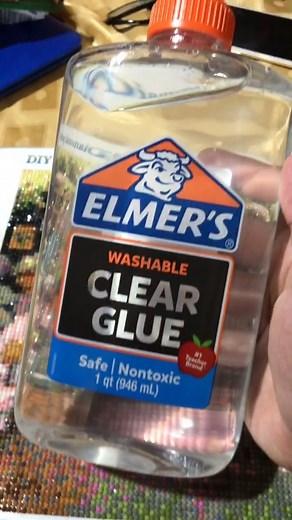 DIY
ELMER'S®
WASHABLE
CLEAR
GLUE
#1
Teacher
Brand
Safe | Nontoxic
1 qt (946 mL)